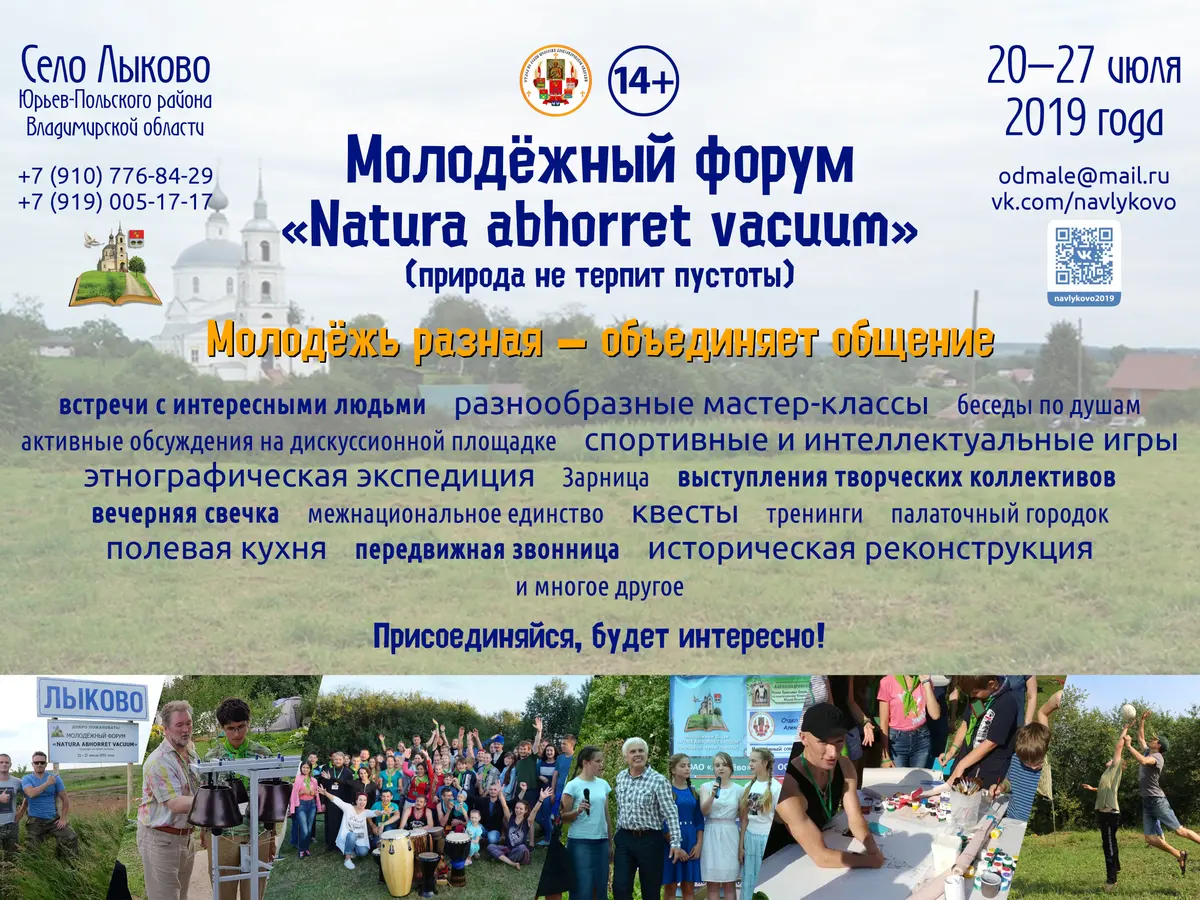 Село Лыково
Юрьев-Польского района
Владимирской области
+7 (910) 776-84-29
+7 (919) 005-17-17
14+
20–27 июля
2019 года
odmale@mail.ru
vk.com/navlykovo
navlykovo2019
Молодёжный форум
«Natura abhorret vacuum»
(природа не терпит пустоты)
Молодёжь разная – объединяет общение
встречи с интересными людьми разнообразные мастер-классы беседы по душам
активные обсуждения на дискуссионной площадке спортивные и интеллектуальные игры
этнографическая экспедиция Зарница выступления творческих коллективов
вечерняя свечка межнациональное единство квесты тренинги палаточный городок
полевая кухня передвижная звонница историческая реконструкция
и многое другое
Присоединяйся, будет интересно!
ЛЫКОВО
ДОБРО ПОЖАЛОВАТЬ!
МОЛОДЁЖНЫЙ ФОРУМ
«NATURA ABHORRET VACUUM»